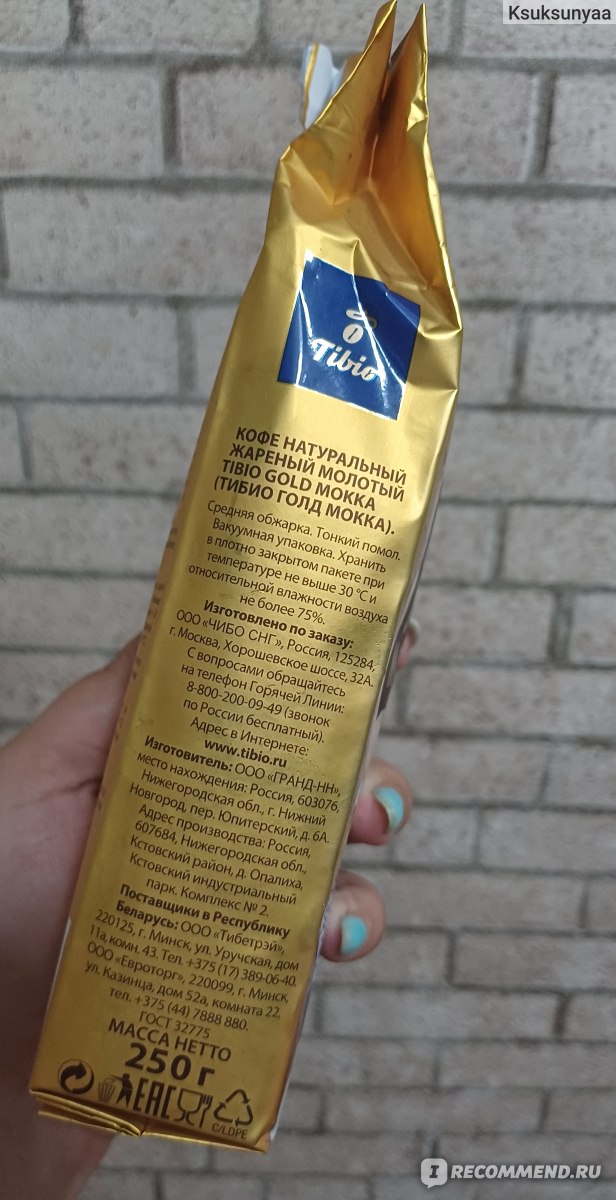 Ksuksunyaa
Tibio
КОФЕ НАТУРАЛЬНЫЙ
ЖАРЕНЫЙ МОЛОТЫЙ
TIBIO GOLD MOKKA
(ТИБИО ГОЛД МОККА).
Средняя обжарка. Тонкий помол.
Вакуумная упаковка. Хранить
в плотно закрытом пакете при
температуре не выше 30 °C и
относительной влажности воздуха
не более 75%.
Изготовлено по заказу:
ООО «ЧИБО СНГ», Россия, 125284,
г. Москва, Хорошевское шоссе, 32А.
С вопросами обращайтесь
на телефон Горячей Линии:
8-800-200-09-49 (звонок
по России бесплатный).
Адрес в Интернете:
www.tibio.ru
Изготовитель: ООО «ГРАНД-НН»,
место нахождения: Россия, 603076,
Нижегородская обл., г. Нижний
Новгород, пер. Юпитерский, д. 6А.
Адрес производства: Россия,
607684, Нижегородская обл.,
Кстовский район, д. Опалиха,
Кстовский индустриальный
парк. Комплекс № 2.
Поставщики в Республику
Беларусь: ООО «Тибетрэй»,
220125, г. Минск, ул. Уручская, дом
11а, комн. 43. Тел. +375 (17) 389-06-40,
ООО «Евроторг», 220099, г. Минск,
ул. Казинца, дом 52а, комната 22,
тел. +375 (44) 7888 880.
ГОСТ 32775
МАССА НЕТТО
250 г
EAC
C/LDPE
IRECOMMEND.RU